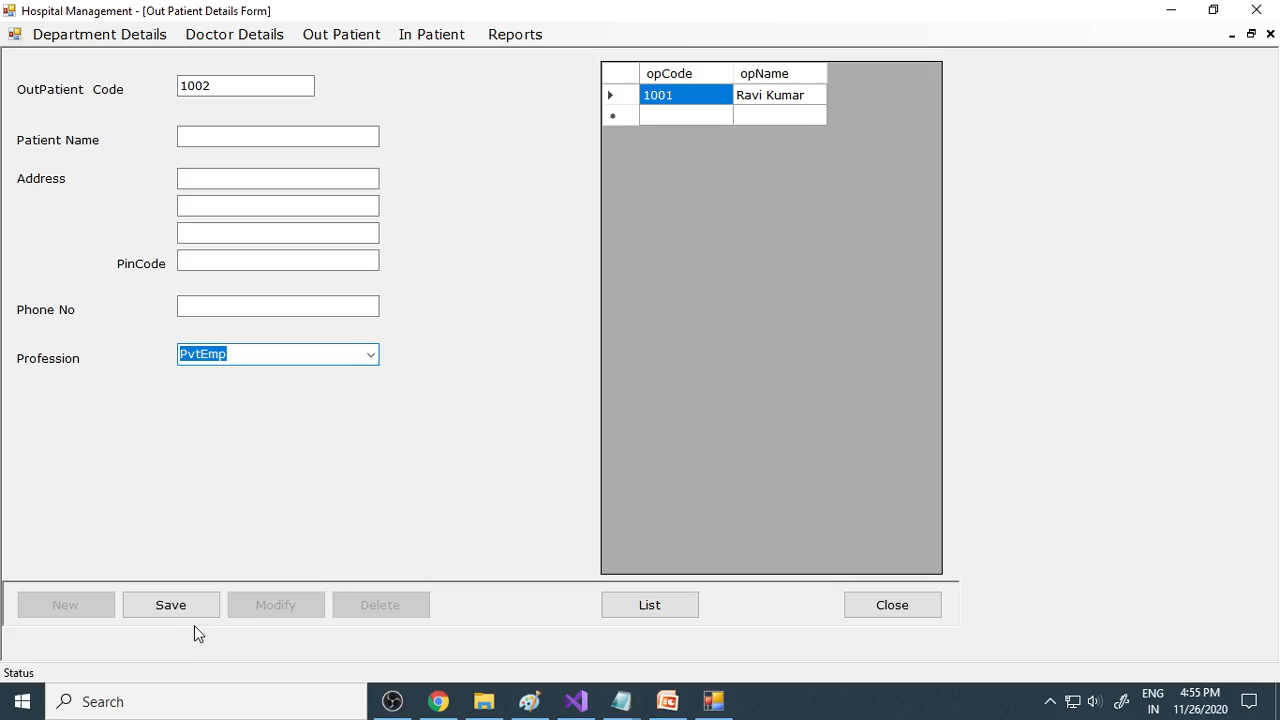 Hospital Management - [Out Patient Details Form]
Department Details Doctor Details Out Patient In Patient Reports
OutPatient Code 1002
Patient Name
Address
PinCode
Phone No
Profession PvtEmp
opCode opName
1001 Ravi Kumar
New Save Modify Delete List Close
Status
Search
ENG
IN
4:55 PM
11/26/2020